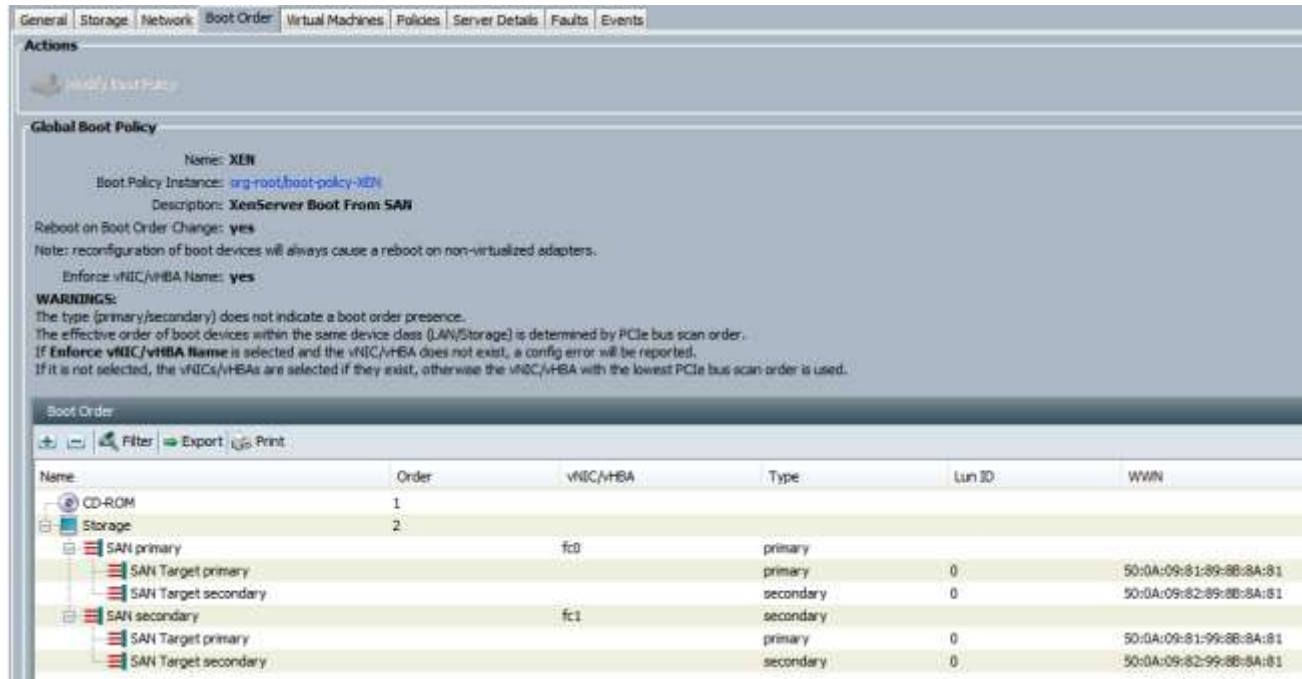 General Storage Network Boot Order Virtual Machines Policies Server Details Faults Events
Actions
Modify Boot Policy
Global Boot Policy
Name: XEN
Boot Policy Instance: org-root/boot-policy-XEN
Description: XenServer Boot From SAN
Reboot on Boot Order Change: yes
Note: reconfiguration of boot devices will always cause a reboot on non-virtualized adapters.
Enforce vNIC/vHBA Name: yes
WARNINGS:
The type (primary/secondary) does not indicate a boot order presence.
The effective order of boot devices within the same device class (LAN/Storage) is determined by PCIe bus scan order.
If Enforce vNIC/vHBA Name is selected and the vNIC/vHBA does not exist, a config error will be reported.
If it is not selected, the vNICs/vHBAs are selected if they exist, otherwise the vNIC/vHBA with the lowest PCIe bus scan order is used.
Boot Order
Filter Export Print
Name Order vNIC/vHBA Type Lun ID WWN
CD-ROM 1
Storage 2
SAN primary fc0 primary
SAN Target primary primary 0 50:0A:09:81:89:8B:8A:81
SAN Target secondary secondary 0 50:0A:09:82:89:8B:8A:81
SAN secondary fc1 secondary
SAN Target primary primary 0 50:0A:09:81:99:8B:8A:81
SAN Target secondary secondary 0 50:0A:09:82:99:8B:8A:81